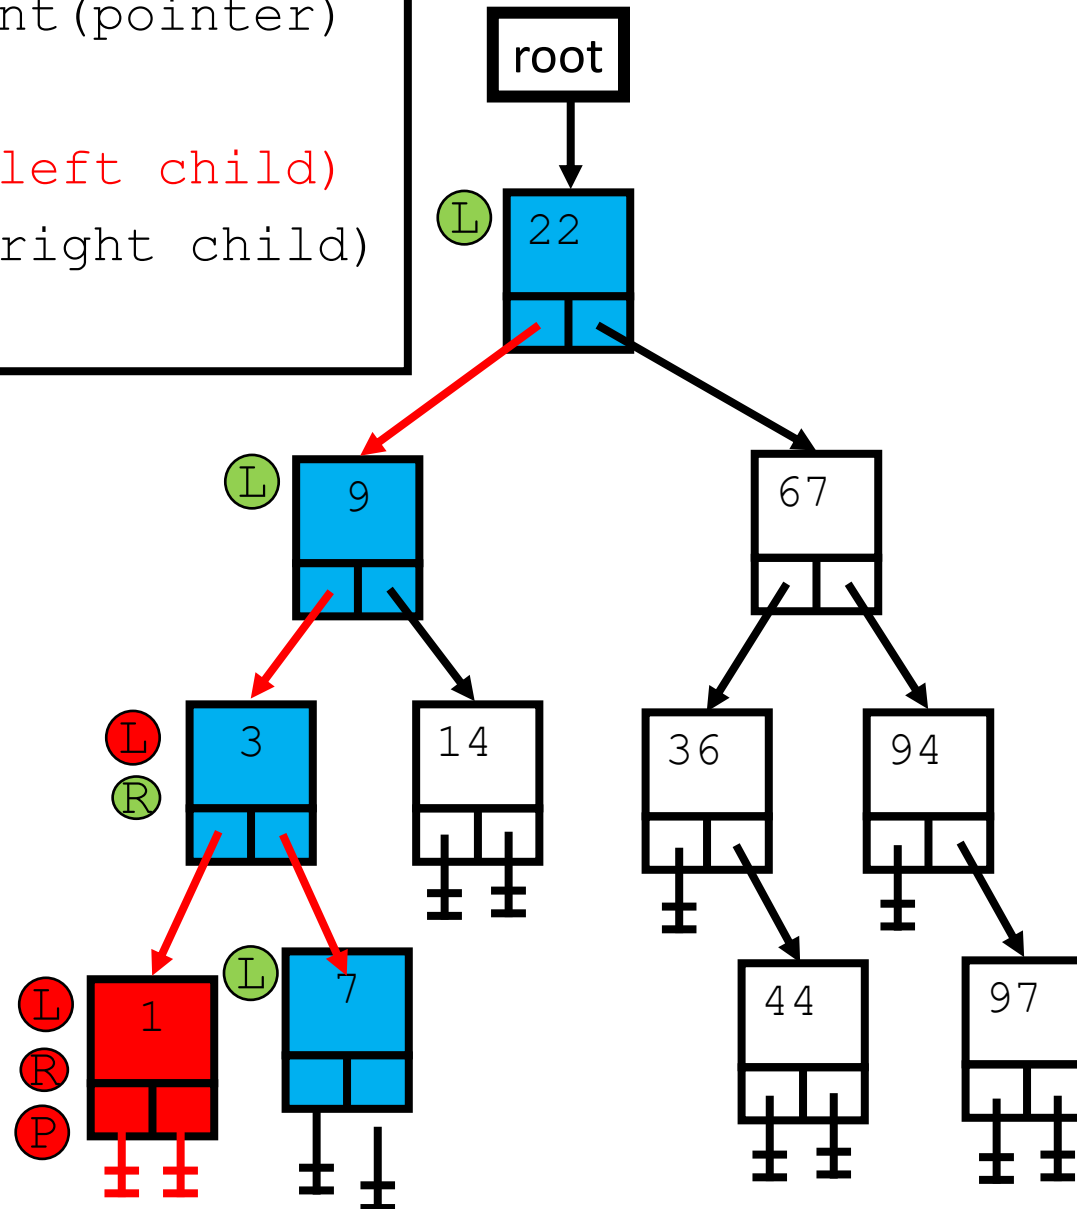 nt(pointer)
left child)
right child)
root
L
22
L
9
67
L
R
3
14
36
94
L
R
P
1
L
7
44
97